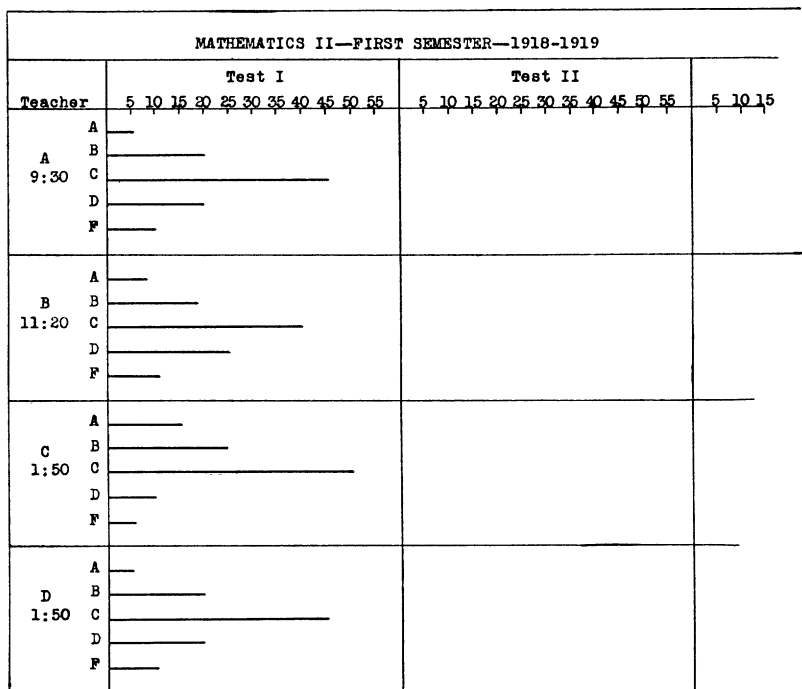 MATHEMATICS II—FIRST SEMESTER—1918-1919
Test I Test II
Teacher 5 10 15 20 25 30 35 40 45 50 55 5 10 15 20 25 30 35 40 45 50 55 5 10 15
A
B
A
C
9:30
D
F
A
B
B
C
11:20
D
F
A
B
C
C
1:50
D
F
A
B
D
C
1:50
D
F